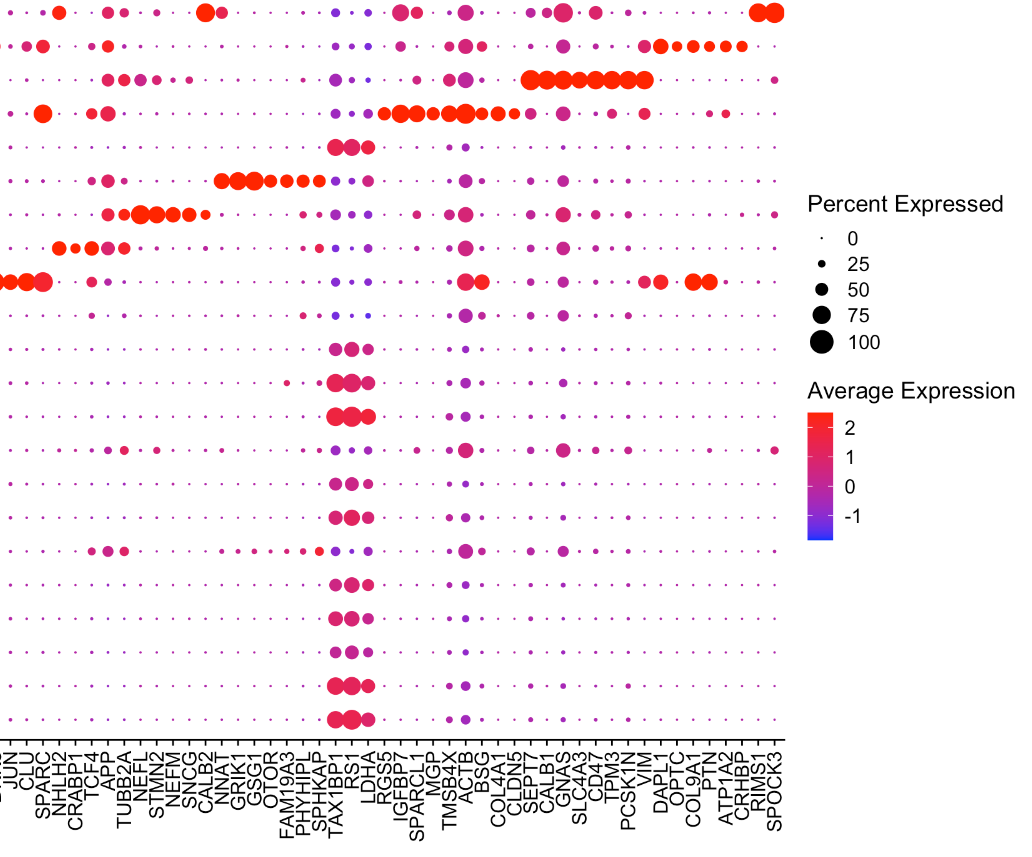 Percent Expressed
0
25
50
75
100
Average Expression
2
1
0
-1
CLU
SPARC
NHLH2
CRABP1
TCF4
APP
TUBB2A
NEFL
STMN2
NEFM
SNCG
CALB2
NNAT
GRIK1
GSG1
OTOR
FAM19A3
PHYHIPL
SPHKAP
TAX1BP1
RS1
LDHA
RGS5
IGFBP7
SPARCL1
MGP
TMSB4X
ACTB
BSG
COL4A1
CLDN5
SEPT7
CALB1
GNAS
SLC4A3
CD47
TPM3
PCSK1N
VIM
DAPL1
OPTC
COL9A1
PTN
ATP1A2
CRHBP
RIMS1
SPOCK3